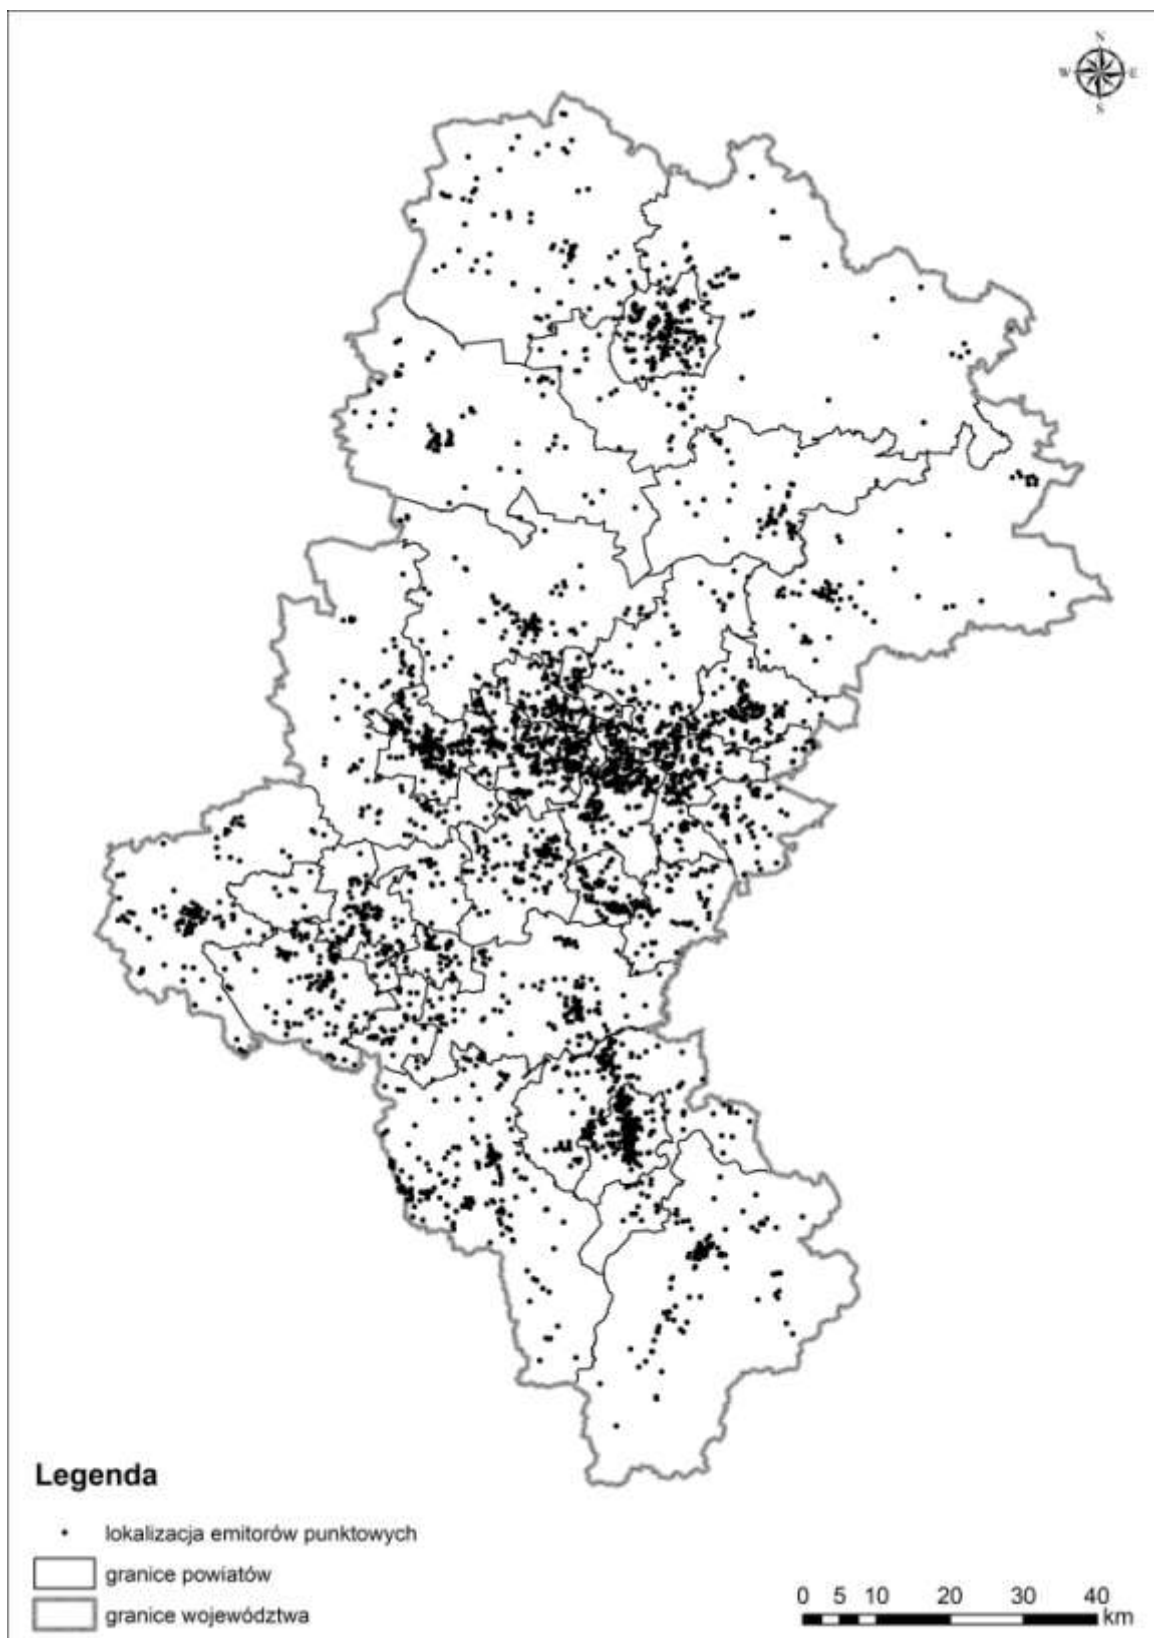 N
W E
S
Legenda
lokalizacja emitorów punktowych
granice powiatów
granice województwa
0 5 10 20 30 40
km